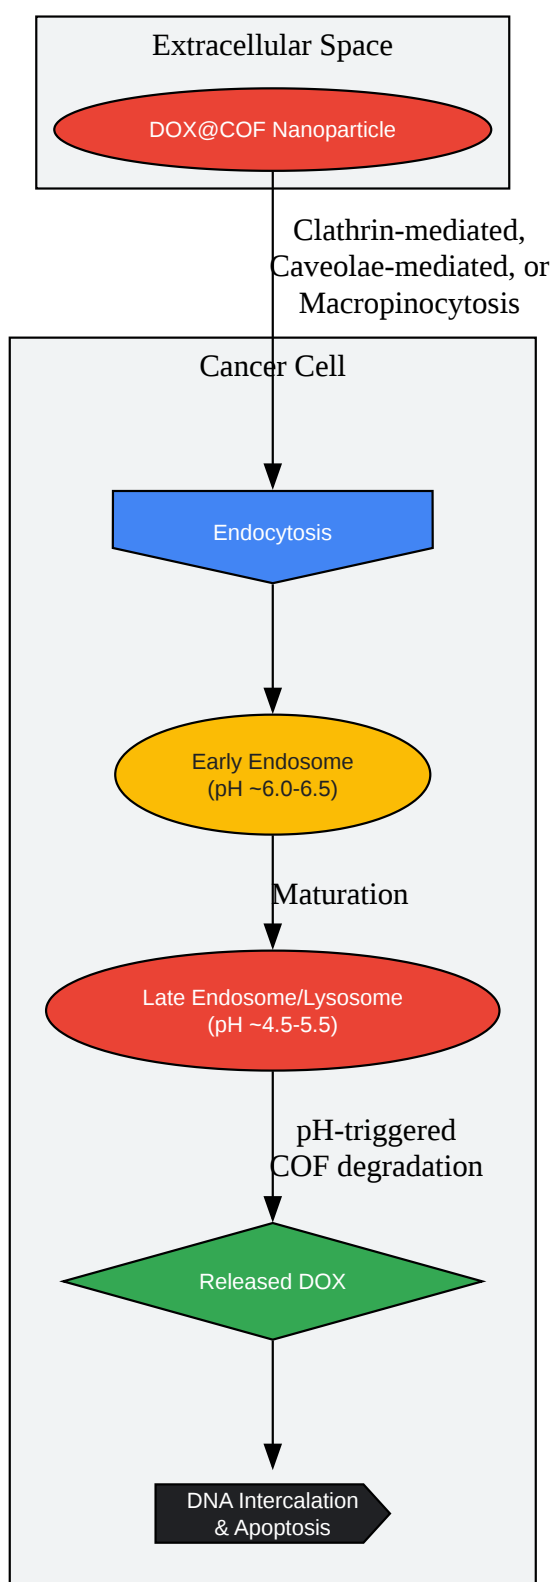 Extracellular Space
DOX@COF Nanoparticle
Clathrin-mediated,
Caveolae-mediated, or
Macropinocytosis
Cancer Cell
Endocytosis
Early Endosome
(pH ~6.0-6.5)
Maturation
Late Endosome/Lysosome
(pH ~4.5-5.5)
pH-triggered
COF degradation
Released DOX
DNA Intercalation
& Apoptosis